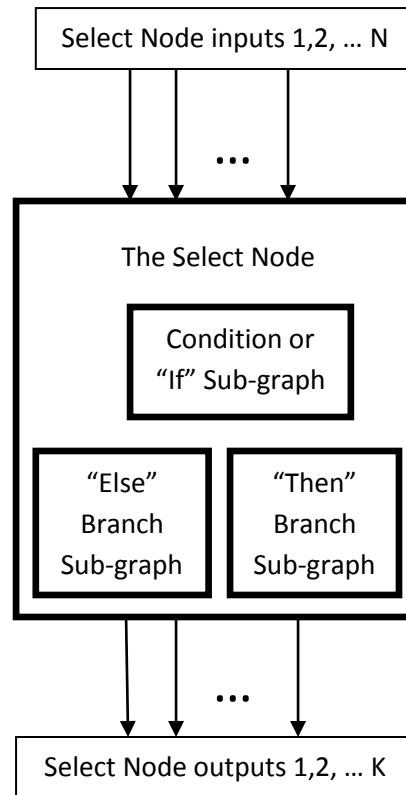 Select Node inputs 1,2, … N
…
The Select Node
Condition or
“If” Sub-graph
“Else”
Branch
Sub-graph
“Then”
Branch
Sub-graph
…
Select Node outputs 1,2, … K